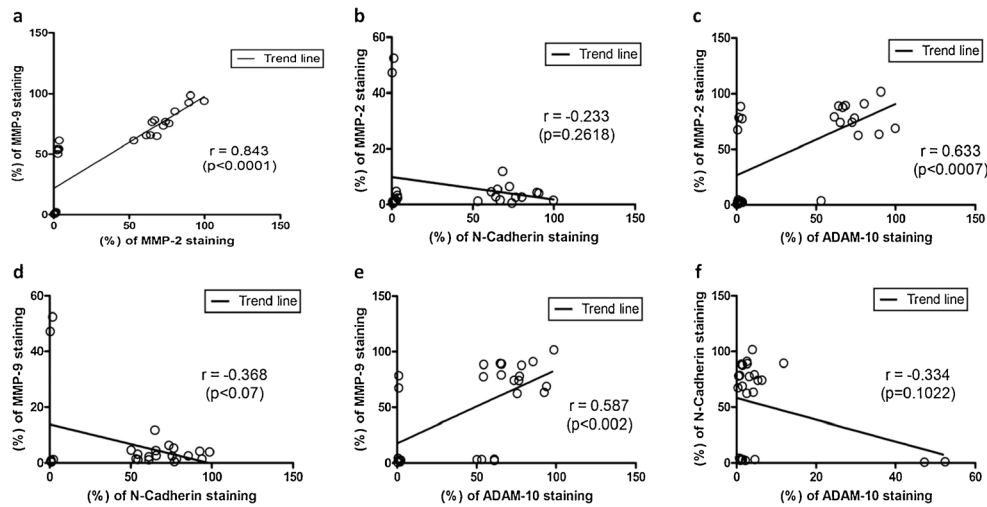 a
150
100
50
0
0
50
100
150
(%) of MMP-9 staining
(%) of MMP-2 staining
Trend line
r = 0.843
(p<0.0001)
b
60
40
20
0
0
50
100
150
(%) of MMP-2 staining
(%) of N-Cadherin staining
Trend line
r = -0.233
(p=0.2618)
c
150
100
50
0
0
50
100
150
(%) of MMP-2 staining
(%) of ADAM-10 staining
Trend line
r = 0.633
(p<0.0007)
d
60
40
20
0
0
50
100
150
(%) of MMP-9 staining
(%) of N-Cadherin staining
Trend line
r = -0.368
(p<0.07)
e
150
100
50
0
0
50
100
150
(%) of MMP-9 staining
(%) of ADAM-10 staining
Trend line
r = 0.587
(p<0.002)
f
150
100
50
0
0
20
40
60
(%) of N-Cadherin staining
(%) of ADAM-10 staining
Trend line
r = -0.334
(p=0.1022)